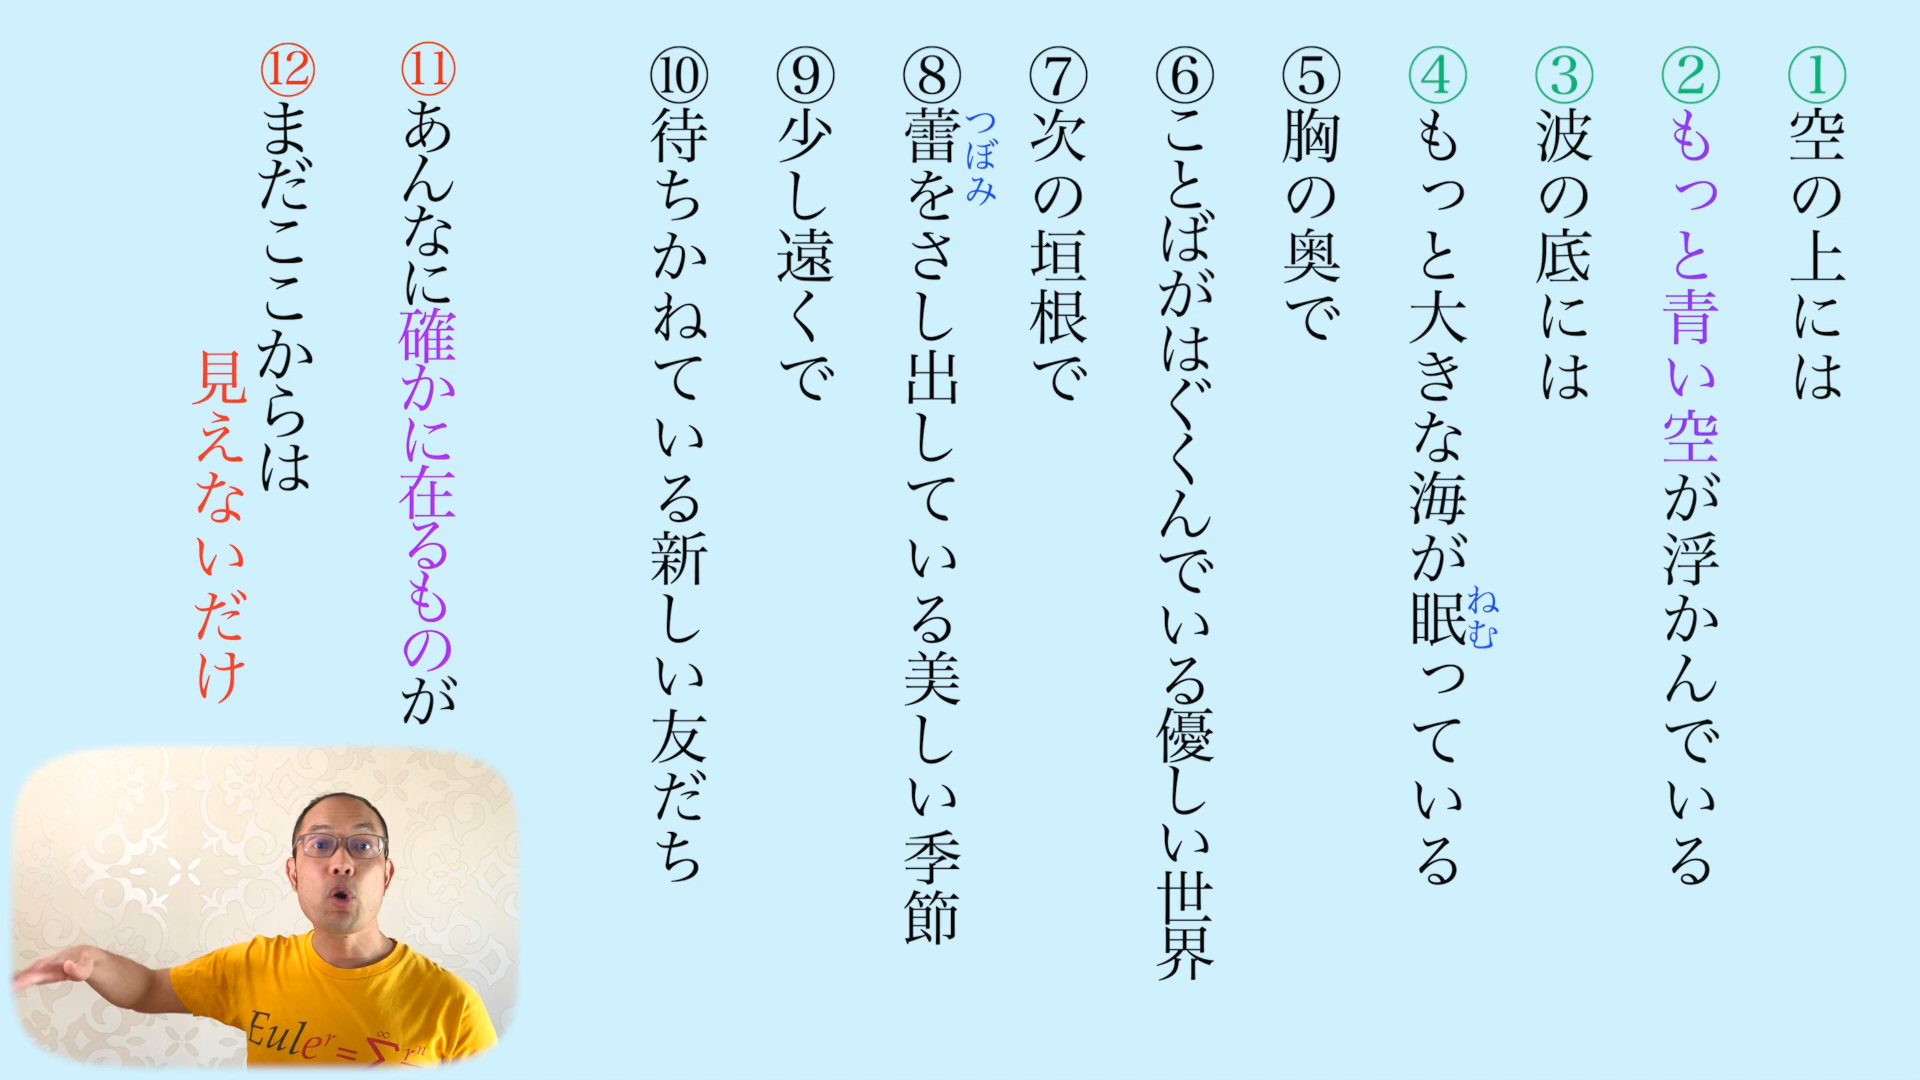 ①空の上には
②もっと青い空が浮かんでいる
③波の底には
④もっと大きな海が眠っている
ねむ
⑤胸の奥で
⑥ことばがはぐくんでいる優しい世界
⑦次の垣根で
⑧蕾をさし出している美しい季節
つぼみ
⑨少し遠くで
⑩待ちかねている新しい友だち
⑪あんなに確かに在るものが
⑫まだここからは
見えないだけ
Euler=∞∑rⁿ